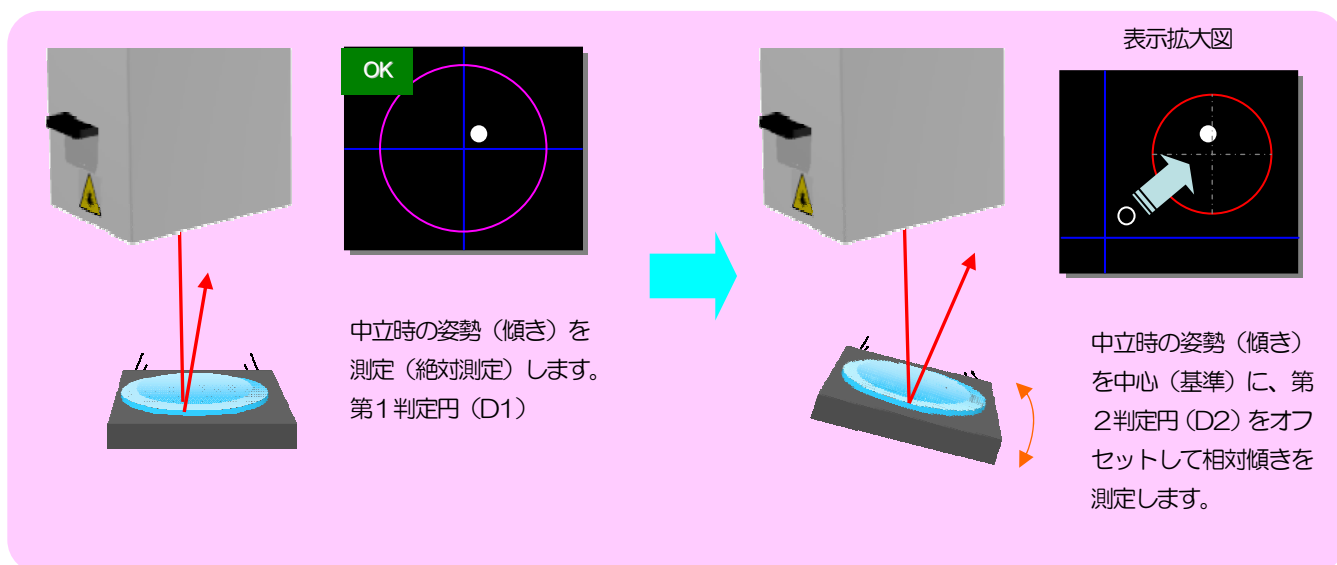 OK
中立時の姿勢（傾き）を
測定（絶対測定）します。
第１判定円（D1）
表示拡大図
中立時の姿勢（傾き）
を中心（基準）に、第
２判定円（D2）をオフ
セットして相対傾きを
測定します。